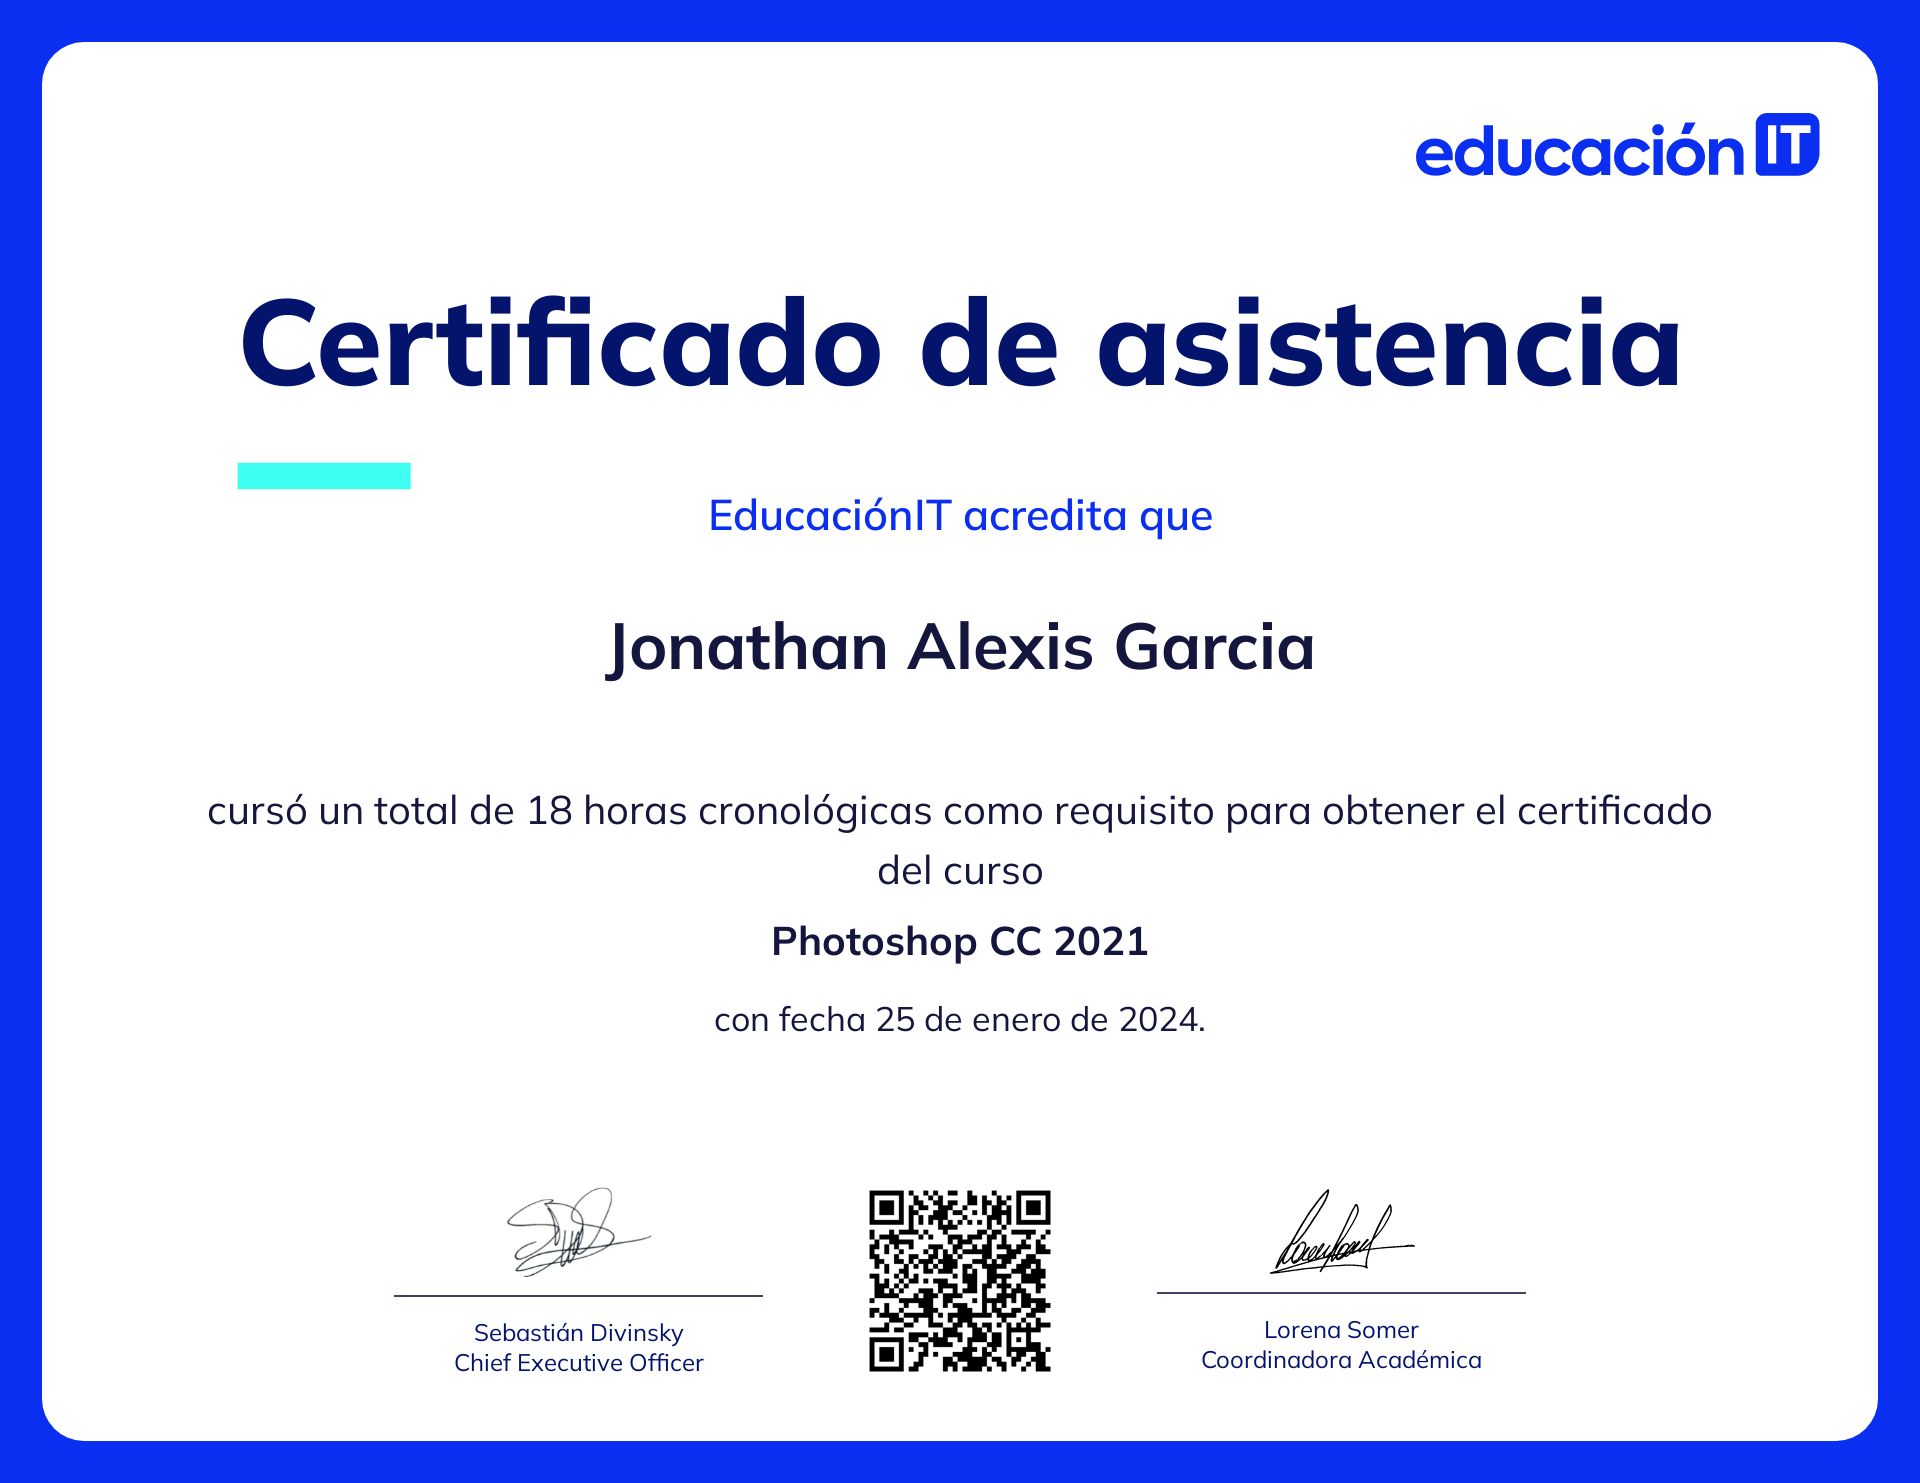 educación IT
Certificado de asistencia
EducaciónIT acredita que
Jonathan Alexis Garcia
cursó un total de 18 horas cronológicas como requisito para obtener el certificado
del curso
Photoshop CC 2021
con fecha 25 de enero de 2024.
Sebastián Divinsky
Chief Executive Officer
Lorena Somer
Coordinadora Académica